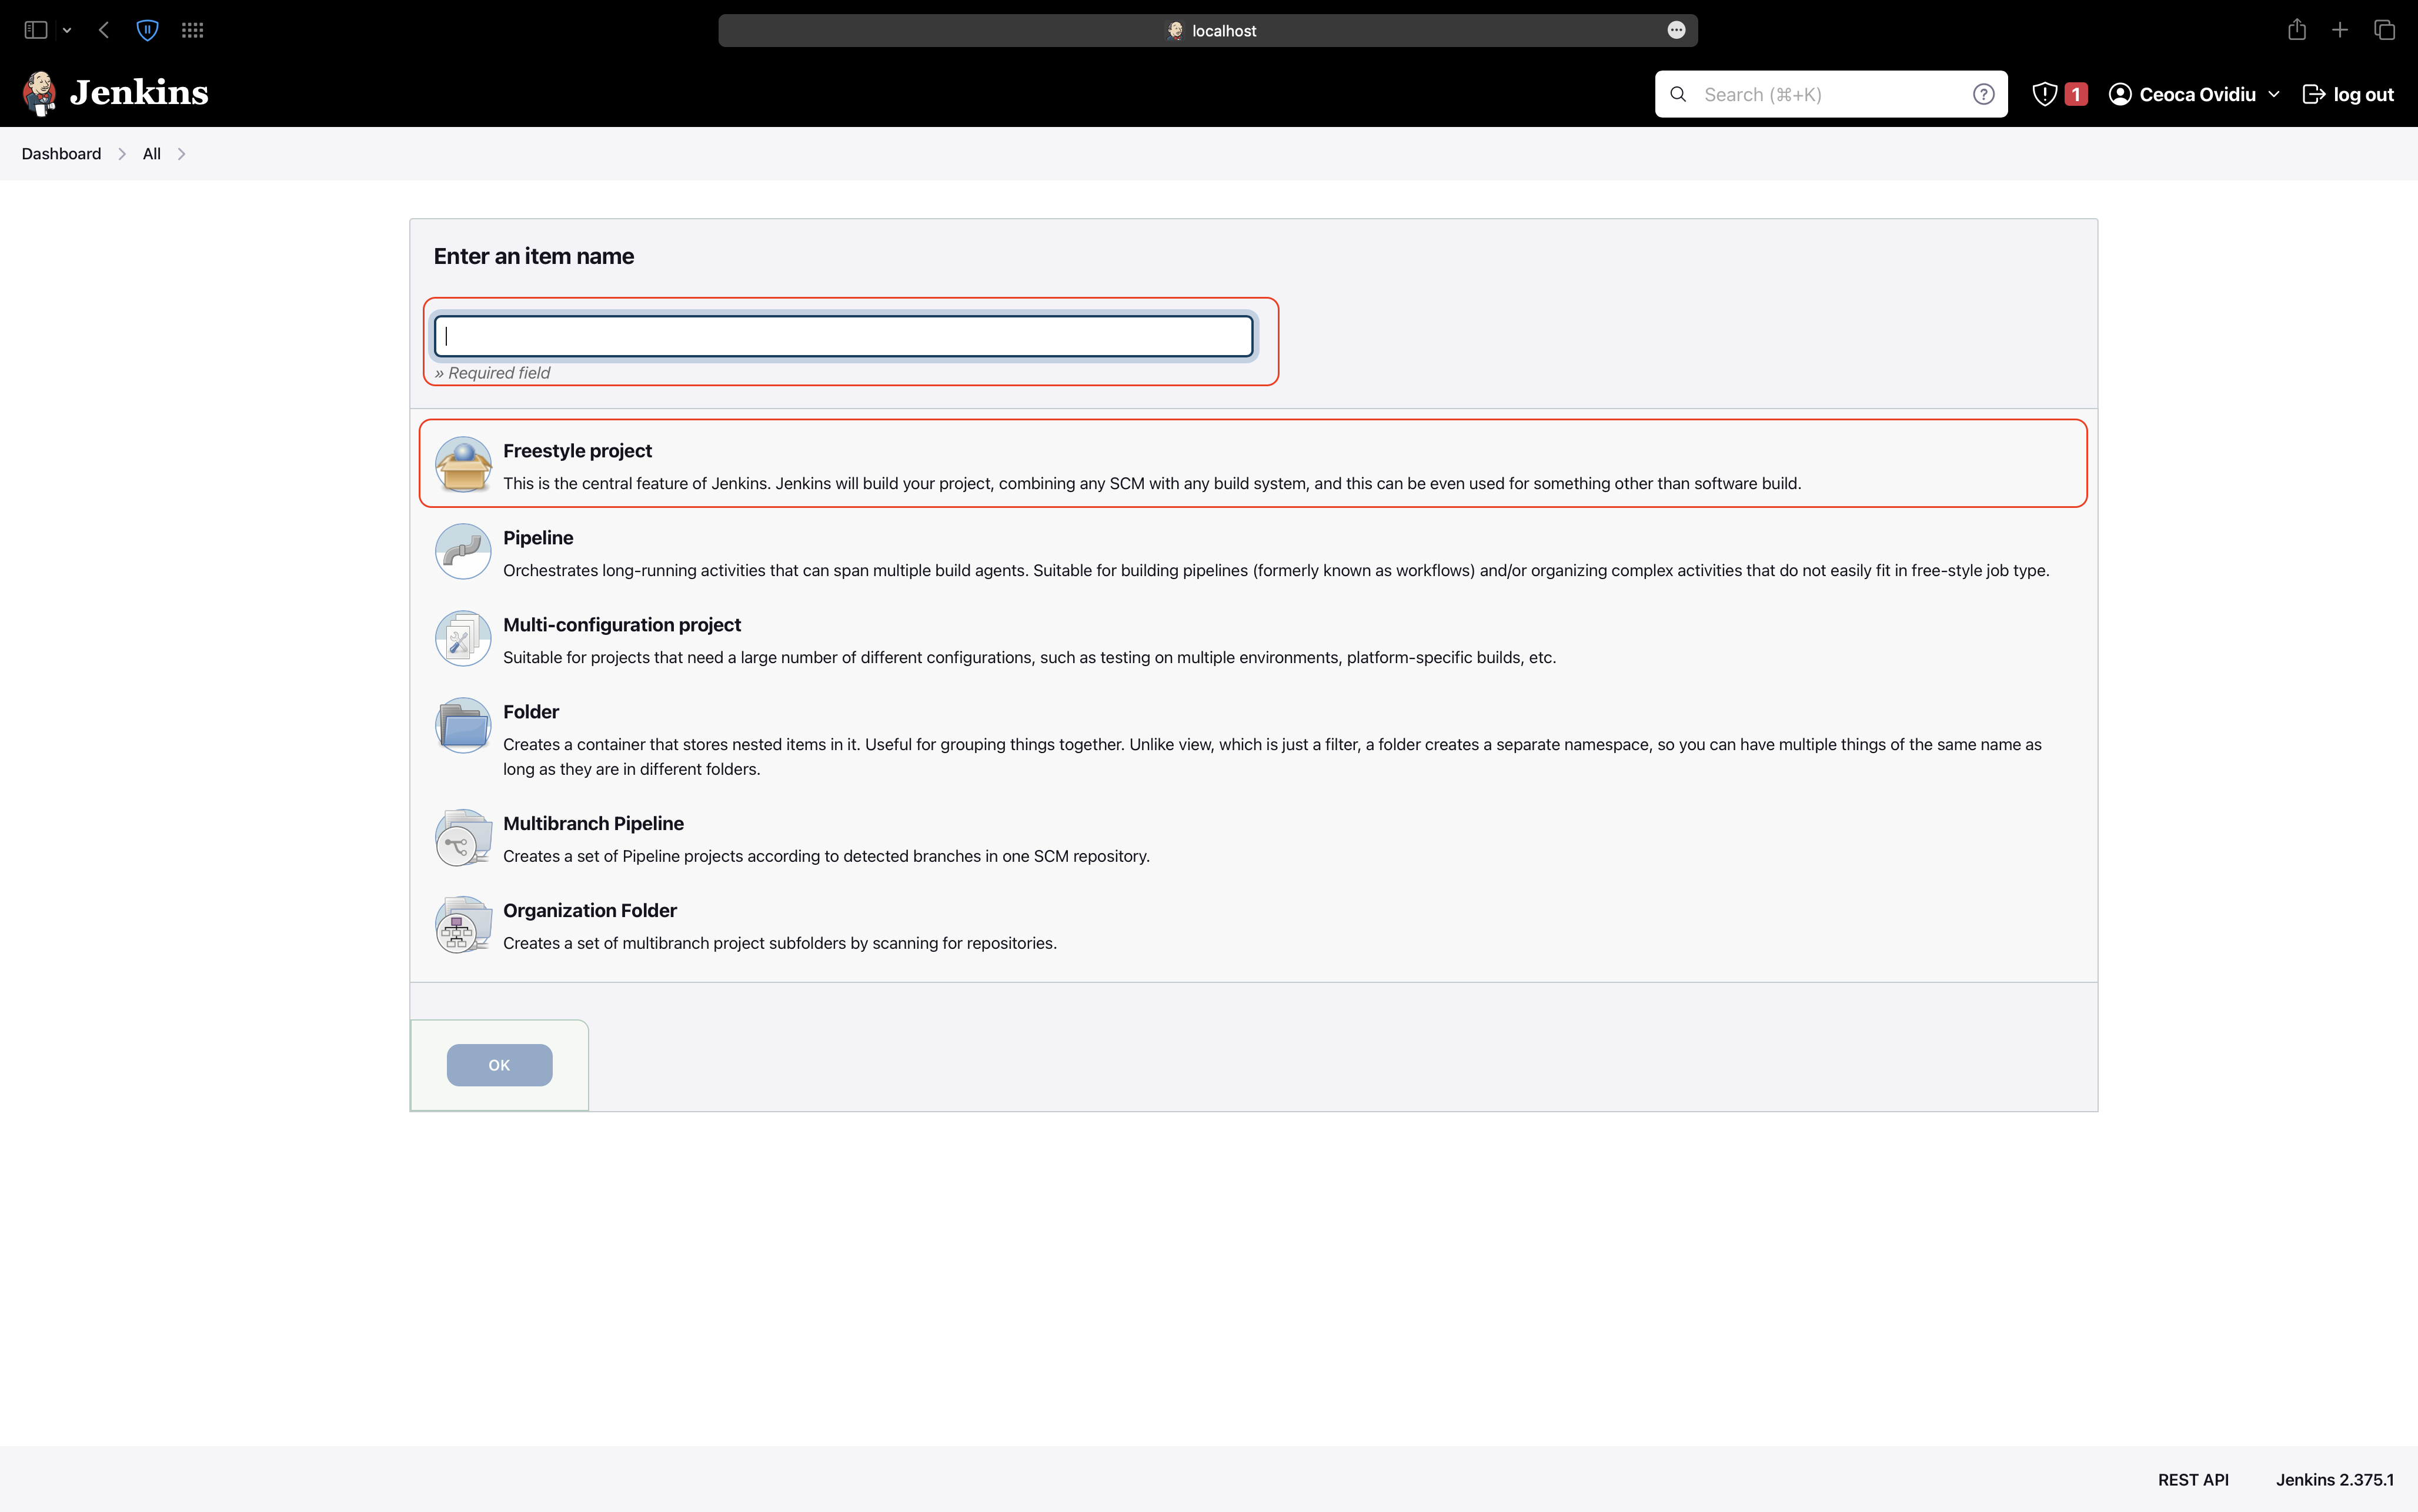 localhost
Jenkins
Search (⌘+K)
1
Ceoca Ovidiu
log out
Dashboard
All
Enter an item name
» Required field
Freestyle project
This is the central feature of Jenkins. Jenkins will build your project, combining any SCM with any build system, and this can be even used for something other than software build.
Pipeline
Orchestrates long-running activities that can span multiple build agents. Suitable for building pipelines (formerly known as workflows) and/or organizing complex activities that do not easily fit in free-style job type.
Multi-configuration project
Suitable for projects that need a large number of different configurations, such as testing on multiple environments, platform-specific builds, etc.
Folder
Creates a container that stores nested items in it. Useful for grouping things together. Unlike view, which is just a filter, a folder creates a separate namespace, so you can have multiple things of the same name as
long as they are in different folders.
Multibranch Pipeline
Creates a set of Pipeline projects according to detected branches in one SCM repository.
Organization Folder
Creates a set of multibranch project subfolders by scanning for repositories.
OK
REST API
Jenkins 2.375.1